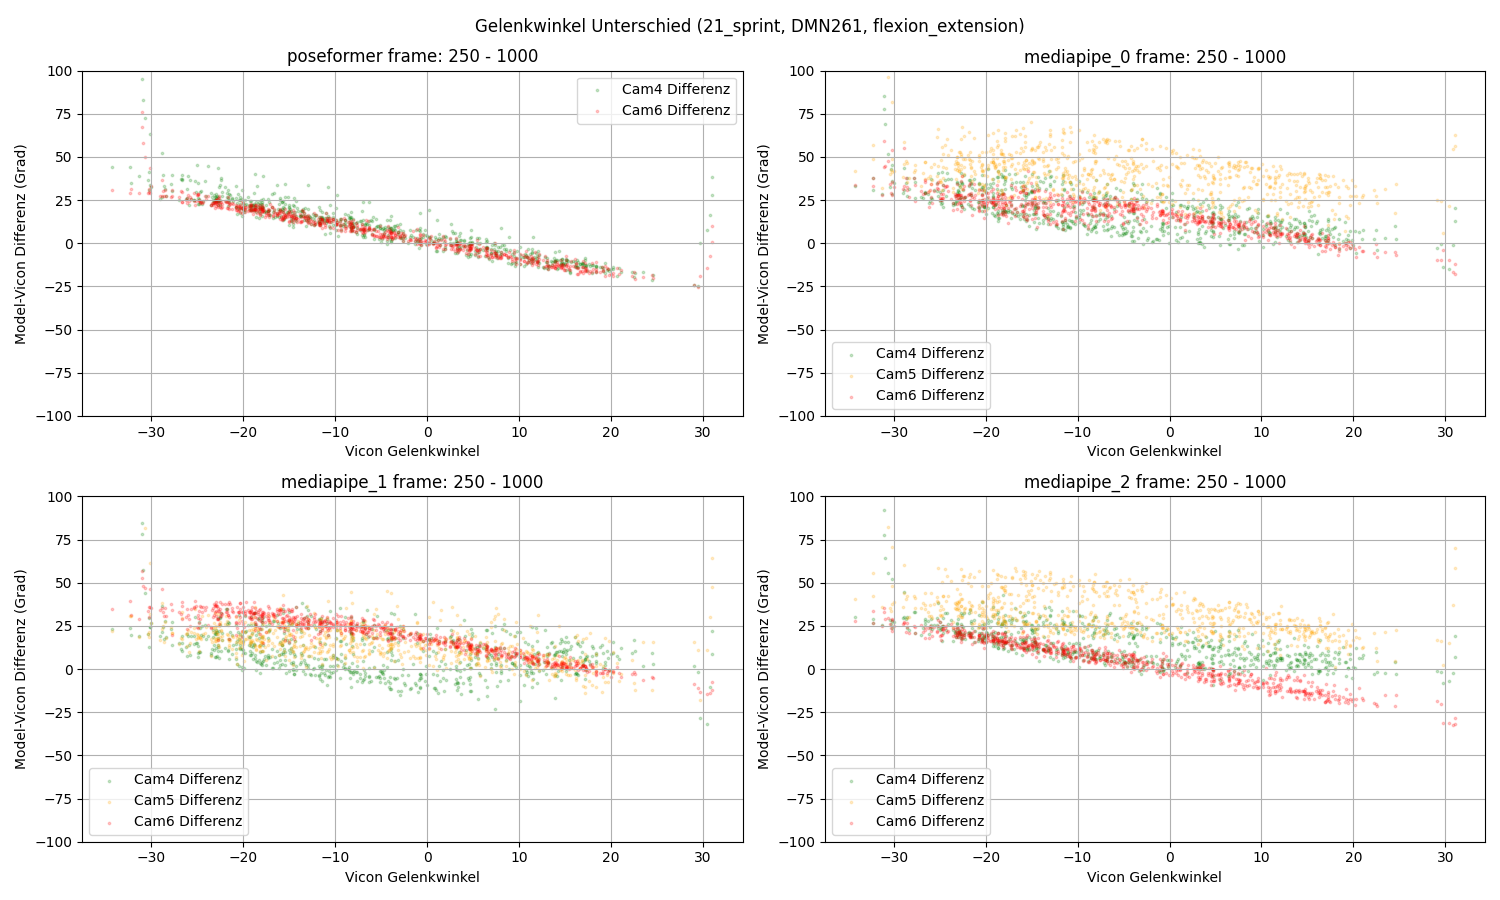 Gelenkwinkel Unterschied (21_sprint, DMN261, flexion_extension)
poseformer frame: 250 - 1000
Model-Vicon Differenz (Grad)
100
75
50
25
0
−25
−50
−75
−100
Cam4 Differenz
Cam6 Differenz
−30 −20 −10 0 10 20 30
Vicon Gelenkwinkel
mediapipe_0 frame: 250 - 1000
Model-Vicon Differenz (Grad)
100
75
50
25
0
−25
−50
−75
−100
Cam4 Differenz
Cam5 Differenz
Cam6 Differenz
−30 −20 −10 0 10 20 30
Vicon Gelenkwinkel
mediapipe_1 frame: 250 - 1000
Model-Vicon Differenz (Grad)
100
75
50
25
0
−25
−50
−75
−100
Cam4 Differenz
Cam5 Differenz
Cam6 Differenz
−30 −20 −10 0 10 20 30
Vicon Gelenkwinkel
mediapipe_2 frame: 250 - 1000
Model-Vicon Differenz (Grad)
100
75
50
25
0
−25
−50
−75
−100
Cam4 Differenz
Cam5 Differenz
Cam6 Differenz
−30 −20 −10 0 10 20 30
Vicon Gelenkwinkel